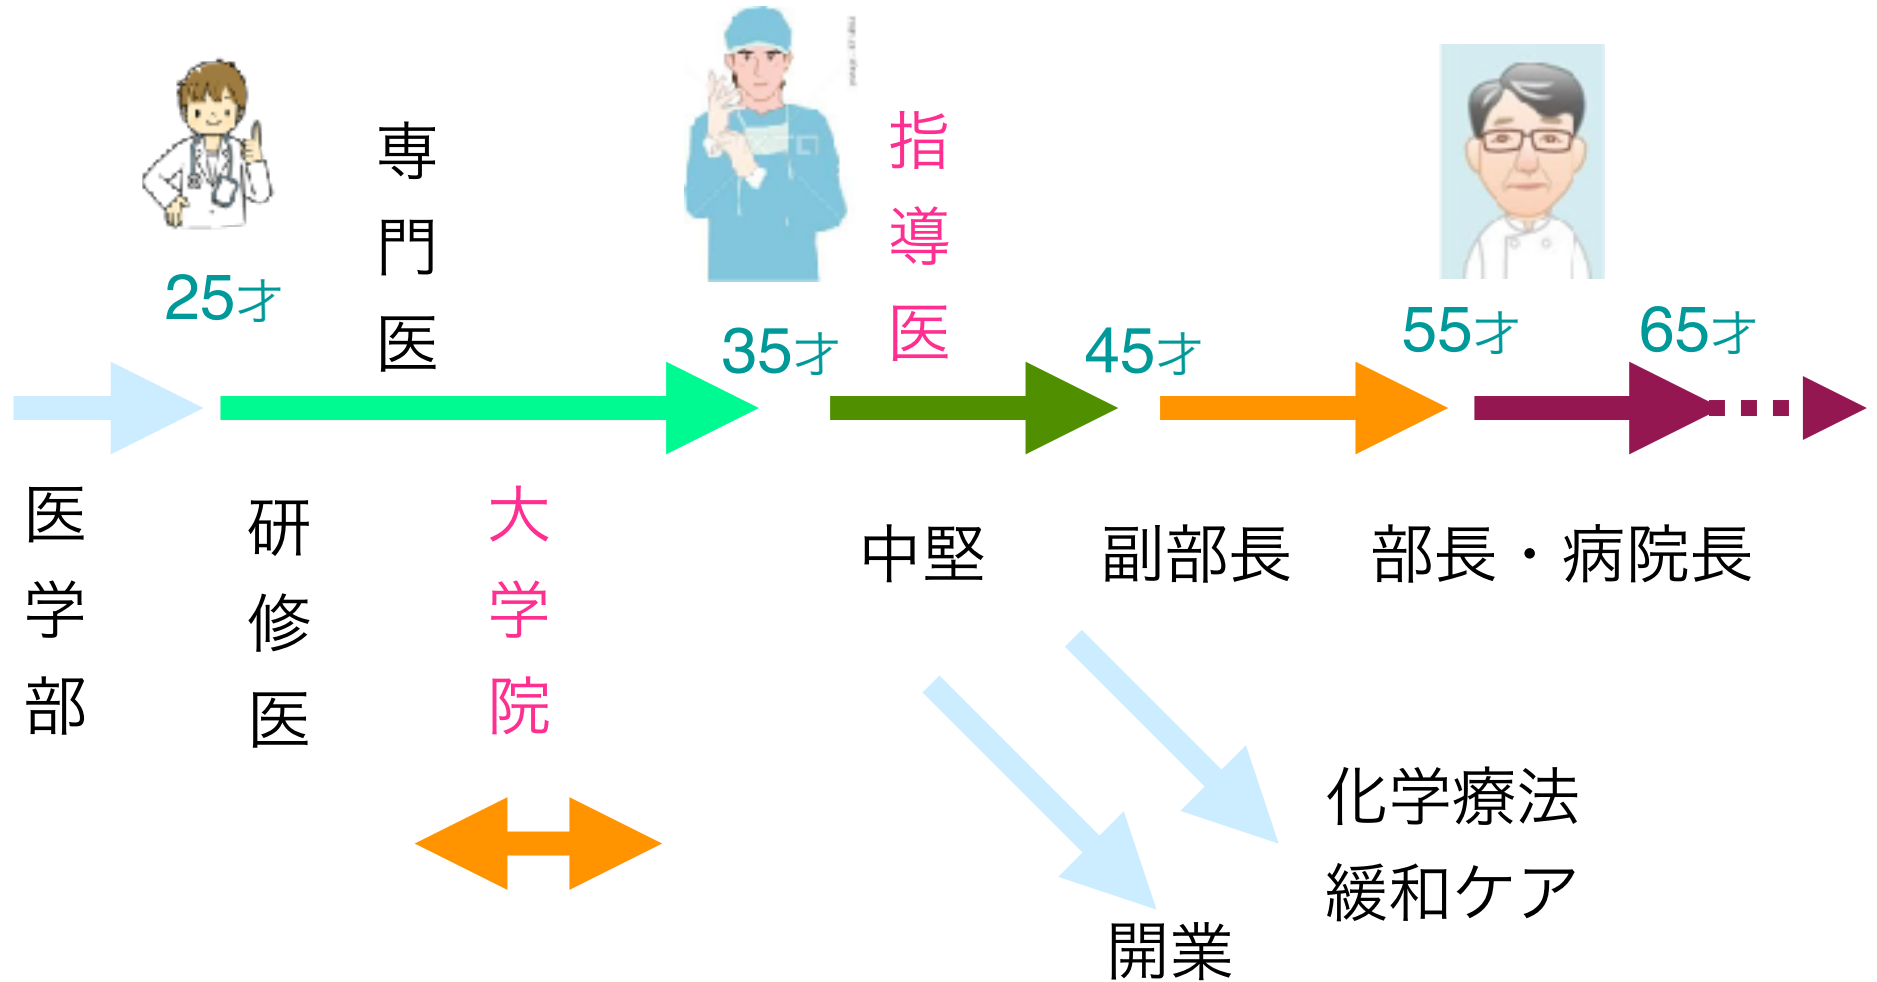 専門医
指導医
25才
35才
45才
55才
65才
医学部
研修医
大学院
中堅
副部長
部長・病院長
化学療法
緩和ケア
開業